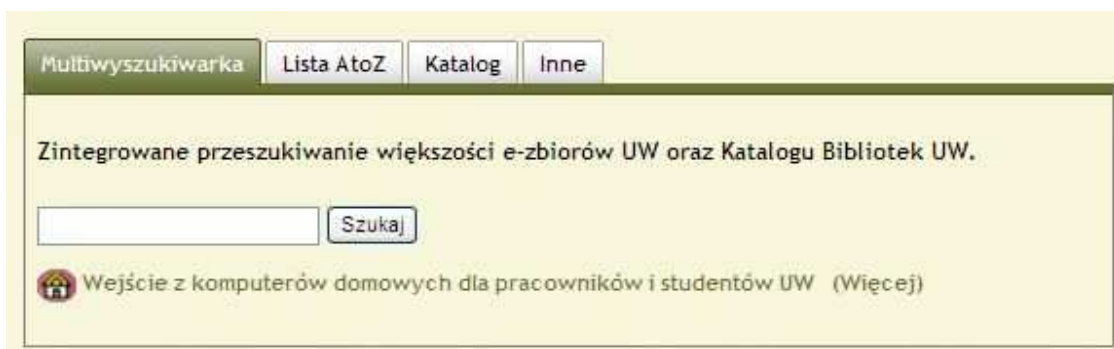 Multiwyszukiwarka Lista AtoZ Katalog Inne
Zintegrowane przeszukiwanie większości e-zbiorów UW oraz Katalogu Bibliotek UW.
Szukaj
Wejście z komputerów domowych dla pracowników i studentów UW (Więcej)